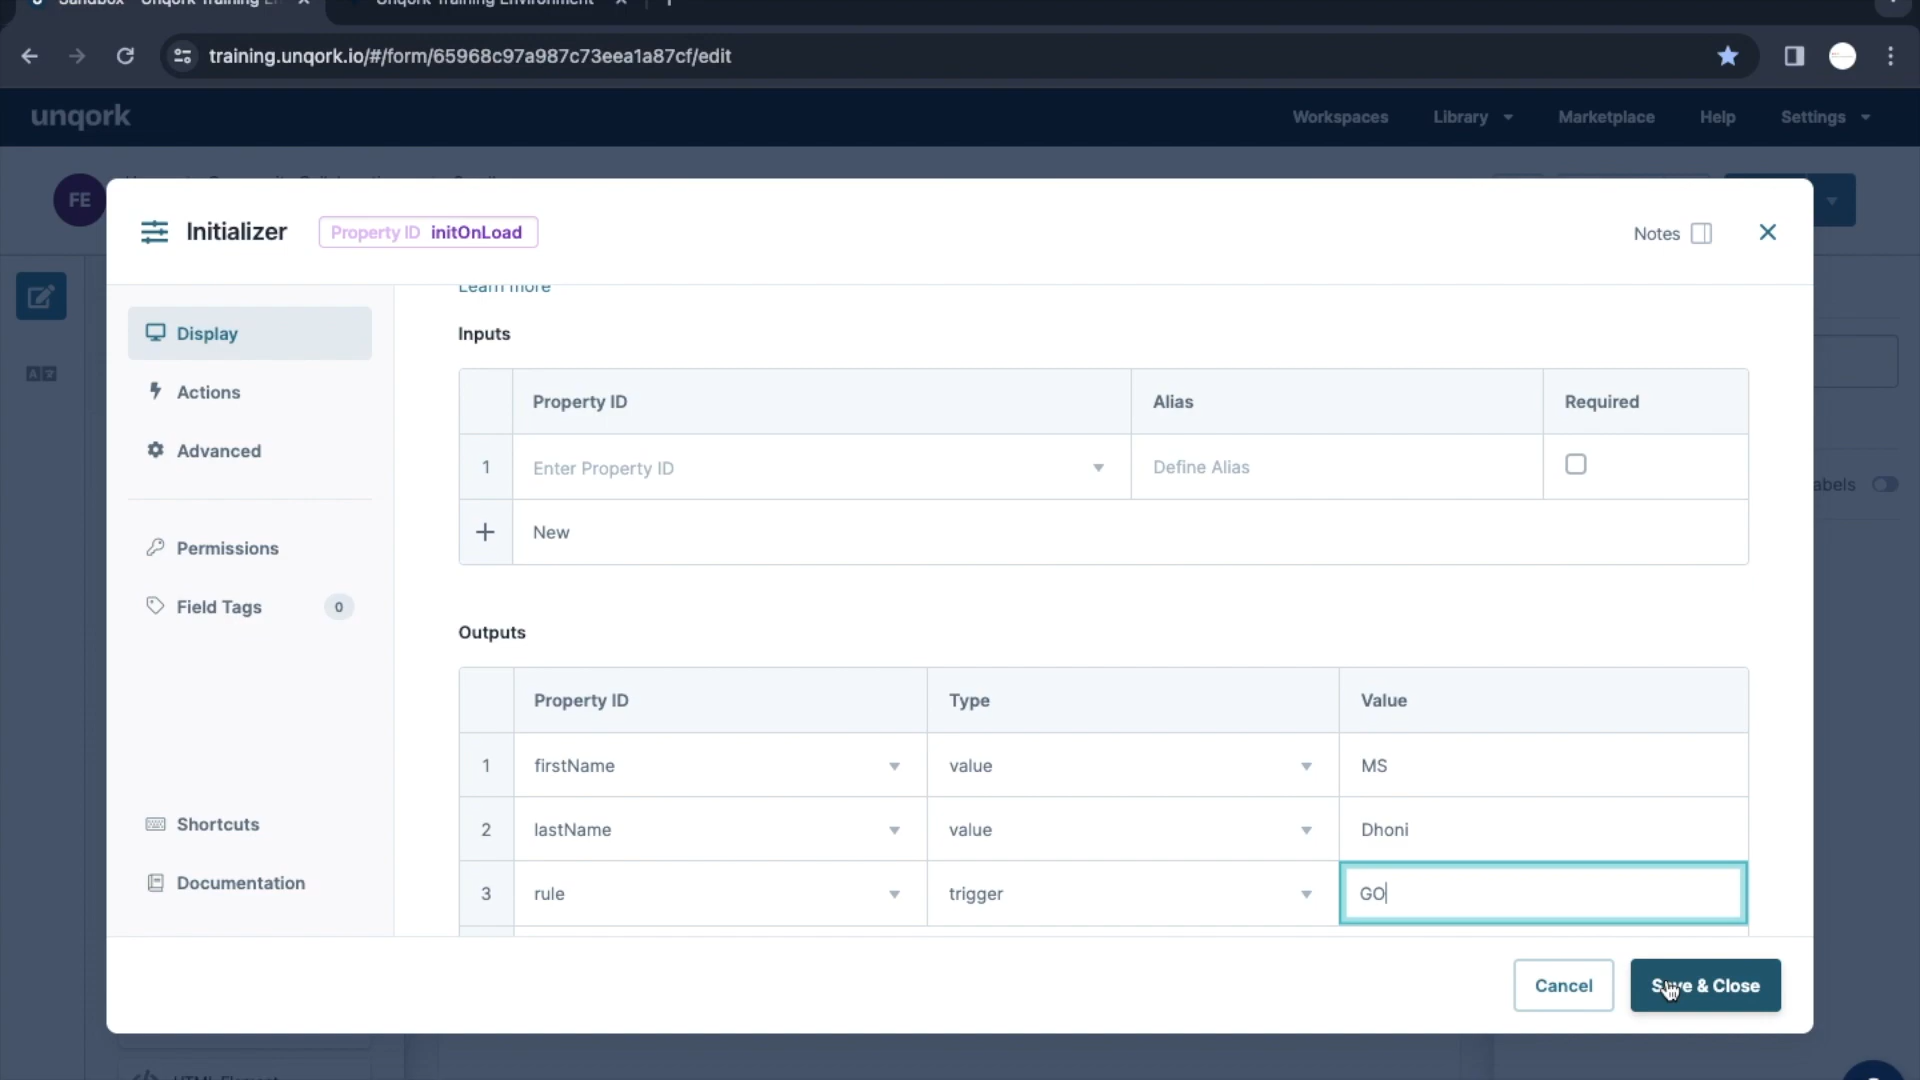 Unqork Training Environment
training.unqork.io/#/form/65968c97a987c73eea1a87cf/edit
unqork
Workspaces
Library
Marketplace
Help
Settings
FE
Initializer
Property ID initOnLoad
Notes
Display
Actions
Advanced
Permissions
Field Tags 0
Shortcuts
Documentation
Learn more
Inputs
Property ID Alias Required
1 Enter Property ID Define Alias
+ New
Outputs
Property ID Type Value
1 firstName value MS
2 lastName value Dhoni
3 rule trigger GO
Cancel
Save & Close
HTML Element